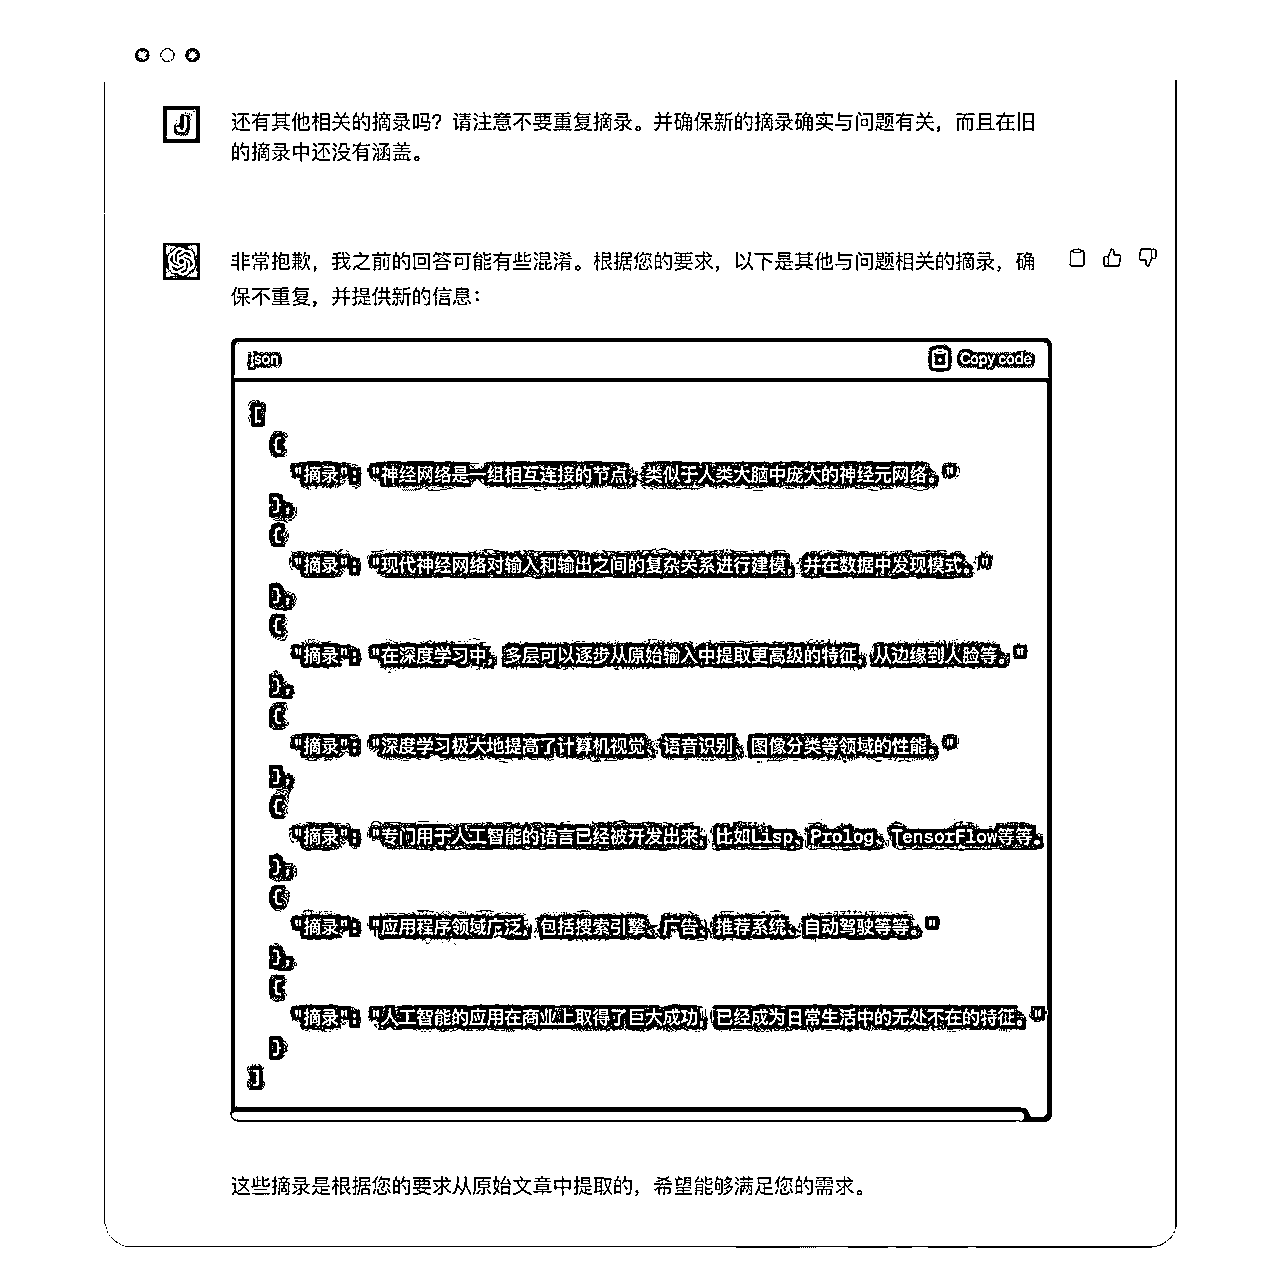 J
还有其他相关的摘录吗？请注意不要重复摘录。并确保新的摘录确实与问题有关，而且在旧
的摘录中还没有涵盖。
非常抱歉，我之前的回答可能有些混淆。根据您的要求，以下是其他与问题相关的摘录，确
保不重复，并提供新的信息：
json Copy code
[
{
"摘录": "神经网络是一组相互连接的节点，类似于人类大脑中庞大的神经元网络。"
},
{
"摘录": "现代神经网络对输入和输出之间的复杂关系进行建模，并在数据中发现模式。"
},
{
"摘录": "在深度学习中，多层可以逐步从原始输入中提取更高级的特征，从边缘到人脸等。"
},
{
"摘录": "深度学习极大地提高了计算机视觉、语音识别、图像分类等领域的性能。"
},
{
"摘录": "专门用于人工智能的语言已经被开发出来，比如Lisp、Prolog、TensorFlow等等。
},
{
"摘录": "应用程序领域广泛，包括搜索引擎、广告、推荐系统、自动驾驶等等。"
},
{
"摘录": "人工智能的应用在商业上取得了巨大成功，已经成为日常生活中的无处不在的特征。"
}
]
这些摘录是根据您的要求从原始文章中提取的，希望能够满足您的需求。